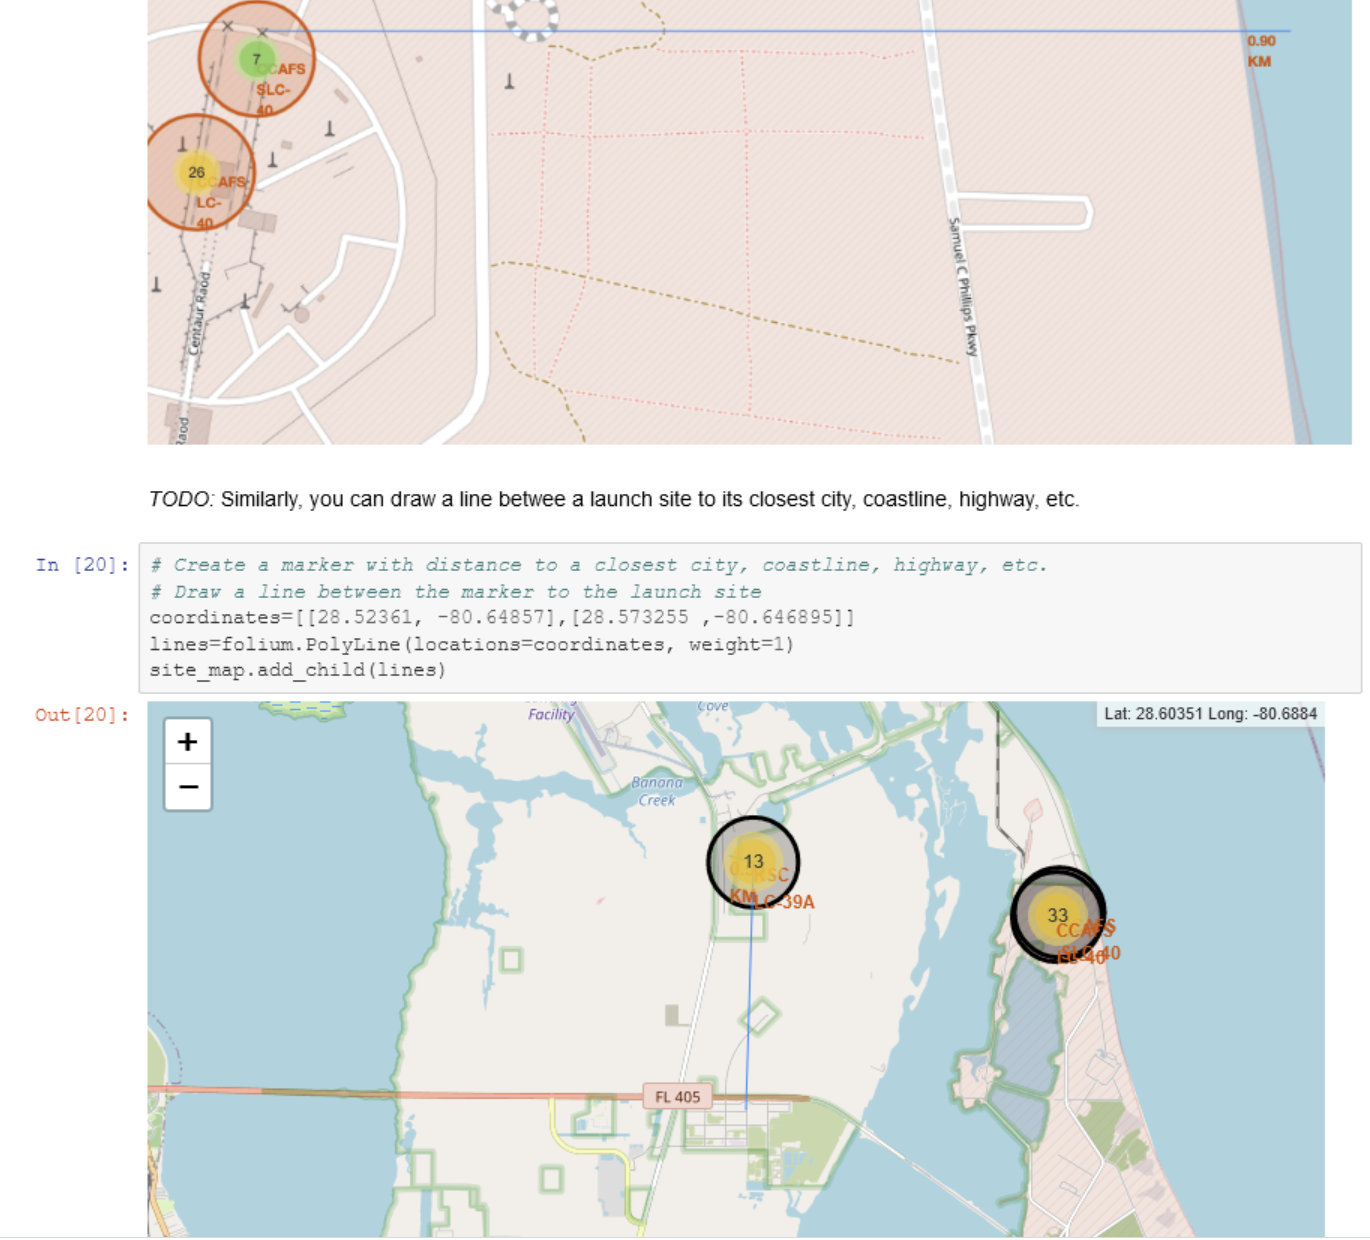 0.90
KM
7
CCAFS
SLC-
40
26
CCAFS
LC-
40
Samuel C Phillips Pkwy
Centaur Raod
Raod
TODO: Similarly, you can draw a line betwee a launch site to its closest city, coastline, highway, etc.
In [20]:
# Create a marker with distance to a closest city, coastline, highway, etc.
# Draw a line between the marker to the launch site
coordinates=[[28.52361, -80.64857],[28.573255 ,-80.646895]]
lines=folium.PolyLine(locations=coordinates, weight=1)
site_map.add_child(lines)
Out[20]:
+
−
Facility
Cove
Lat: 28.60351 Long: -80.6884
Banana
Creek
13
KSC
KM
LC-39A
33
FL 405